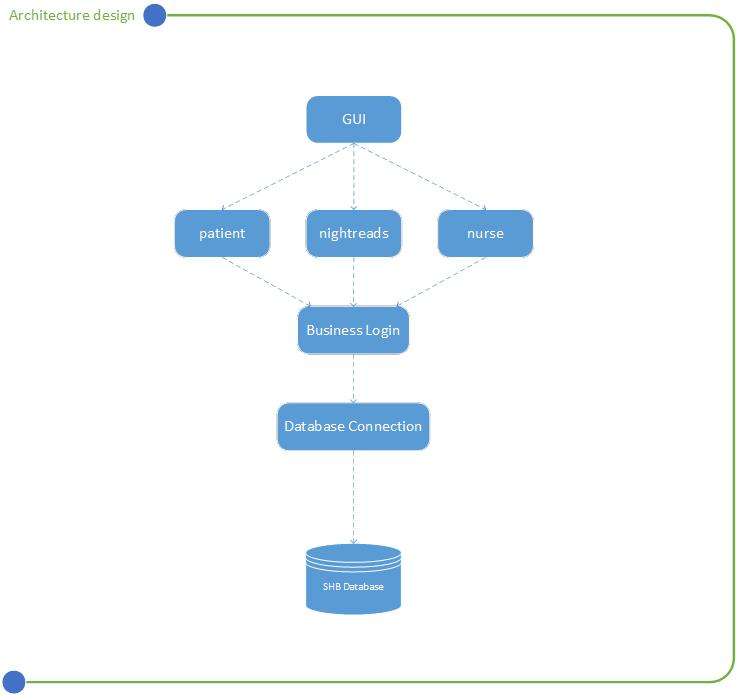 Architecture design
GUI
patient
nightreads
nurse
Business Login
Database Connection
SHB Database